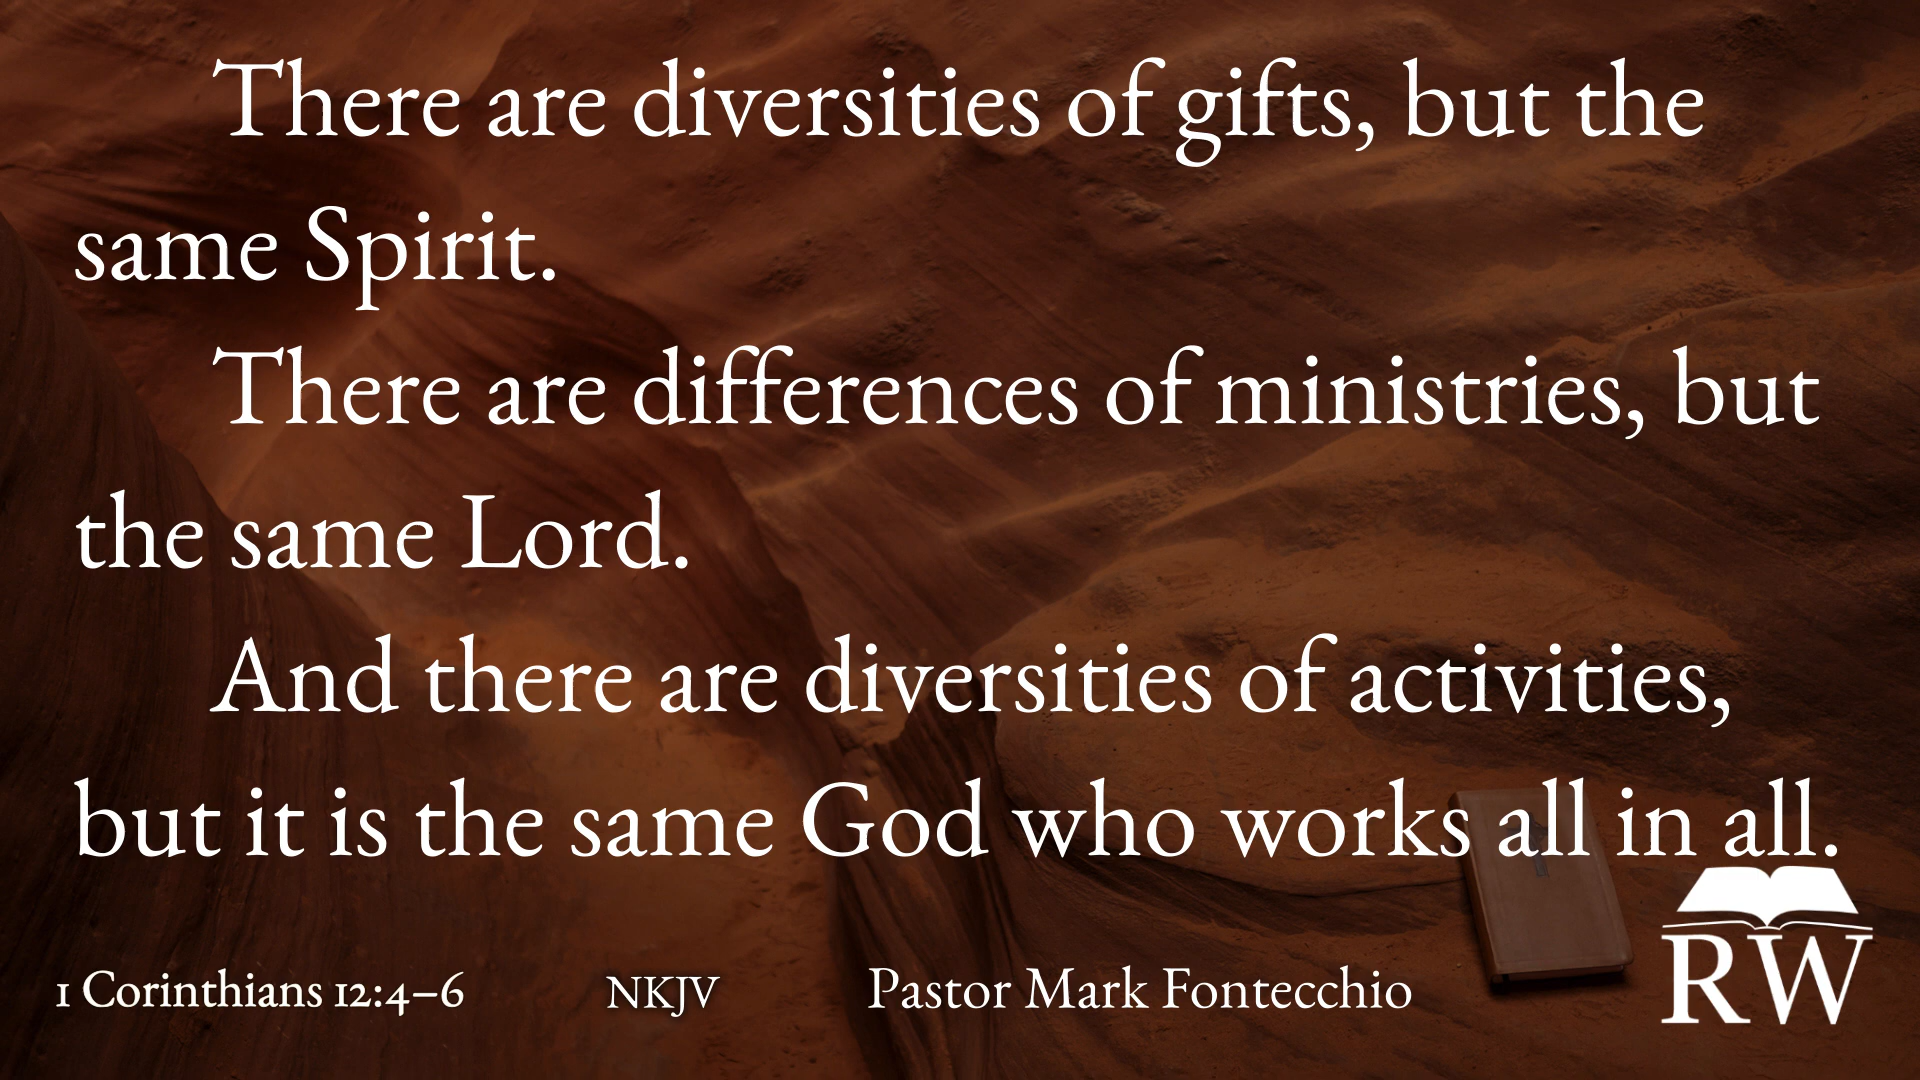 There are diversities of gifts, but the
same Spirit.
There are differences of ministries, but
the same Lord.
And there are diversities of activities,
but it is the same God who works all in all.
1 Corinthians 12:4–6 NKJV Pastor Mark Fontecchio
RW